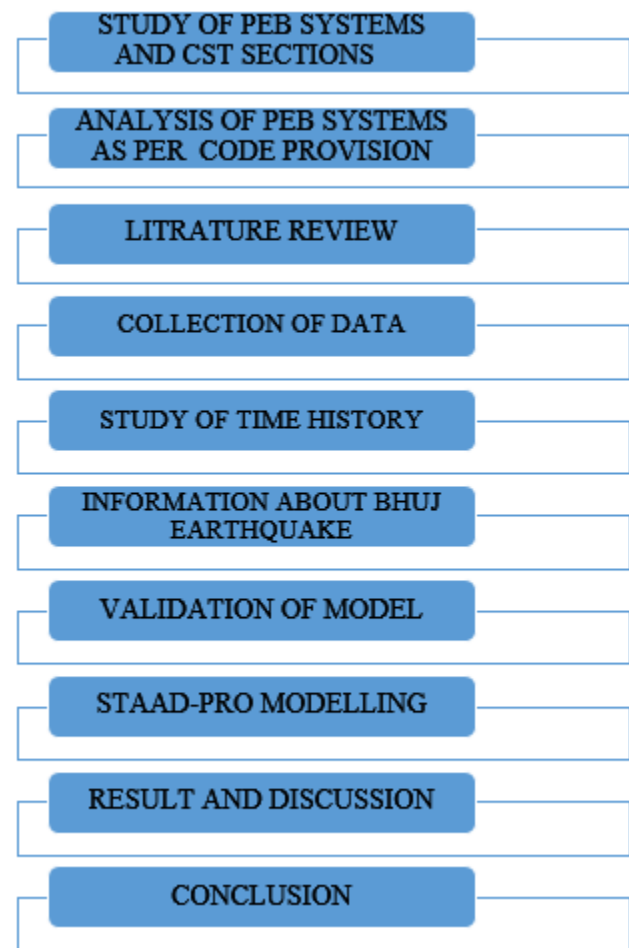 STUDY OF PEB SYSTEMS
AND CST SECTIONS
ANALYSIS OF PEB SYSTEMS
AS PER CODE PROVISION
LITRATURE REVIEW
COLLECTION OF DATA
STUDY OF TIME HISTORY
INFORMATION ABOUT BHUJ
EARTHQUAKE
VALIDATION OF MODEL
STAAD-PRO MODELLING
RESULT AND DISCUSSION
CONCLUSION